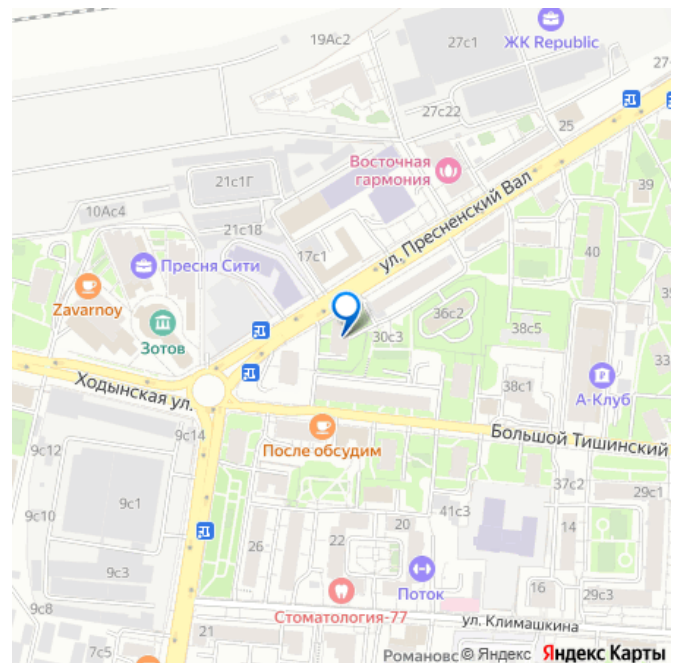 19Ас2
27с1
ЖК Republic
27-
27с22
25
Восточная
гармония
21с1Г
39
ул. Пресненский Вал
10Ас4
21с18
17с1
40
Пресня Сити
35
Zavarnoy
Зотов
36с2
30с3
38с5
33
А-Клуб
38с1
Ходынская ул.
9с14
После обсудим
Большой Тишинский
9с12
37с2
29с1
9с1
9с10
41с3
20
14
22
26
9с3
Поток
16
29с3
9с8
Стоматология-77
ул. Климашкина
7с5
21
Романовс
© Яндекс Яндекс Карты